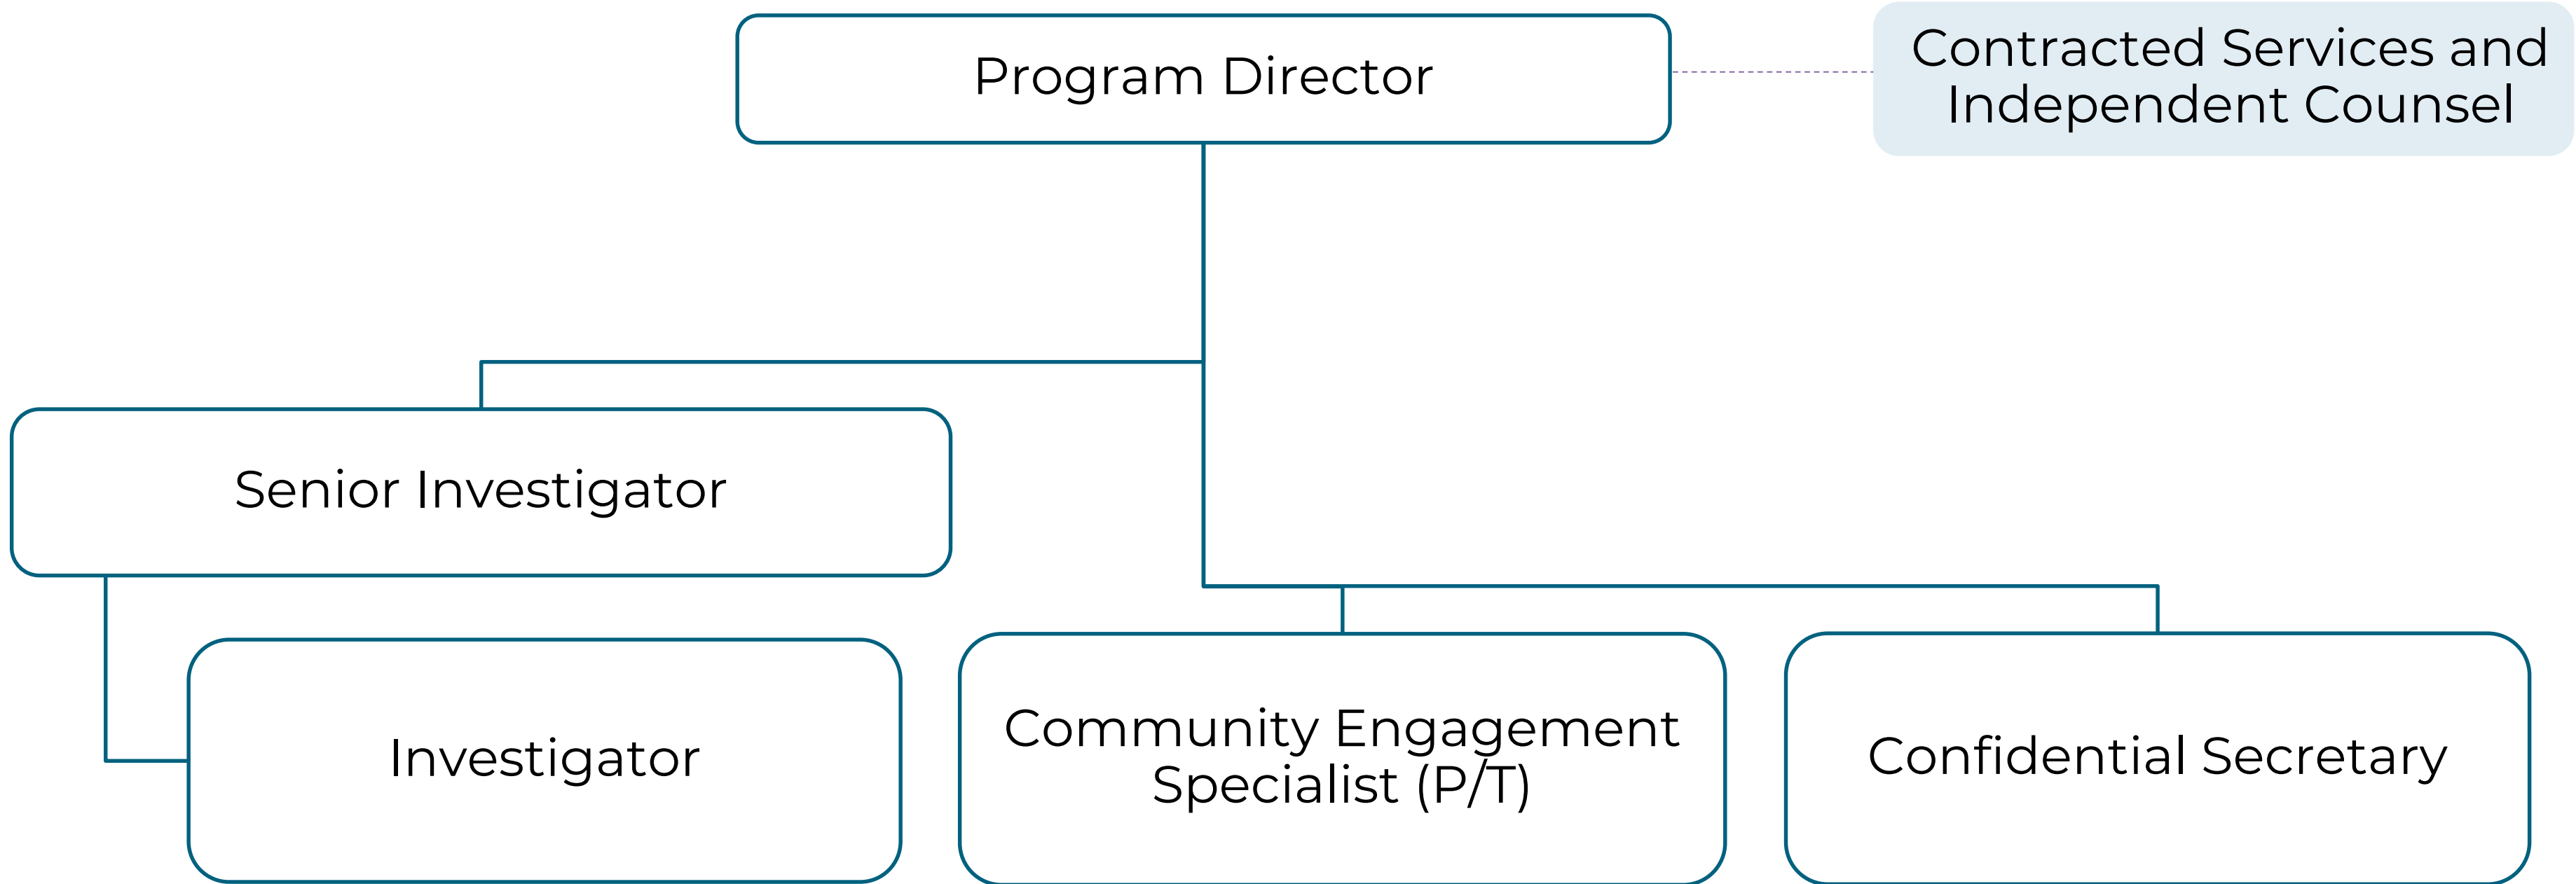 Program Director
Contracted Services and
Independent Counsel
Senior Investigator
Investigator
Community Engagement
Specialist (P/T)
Confidential Secretary